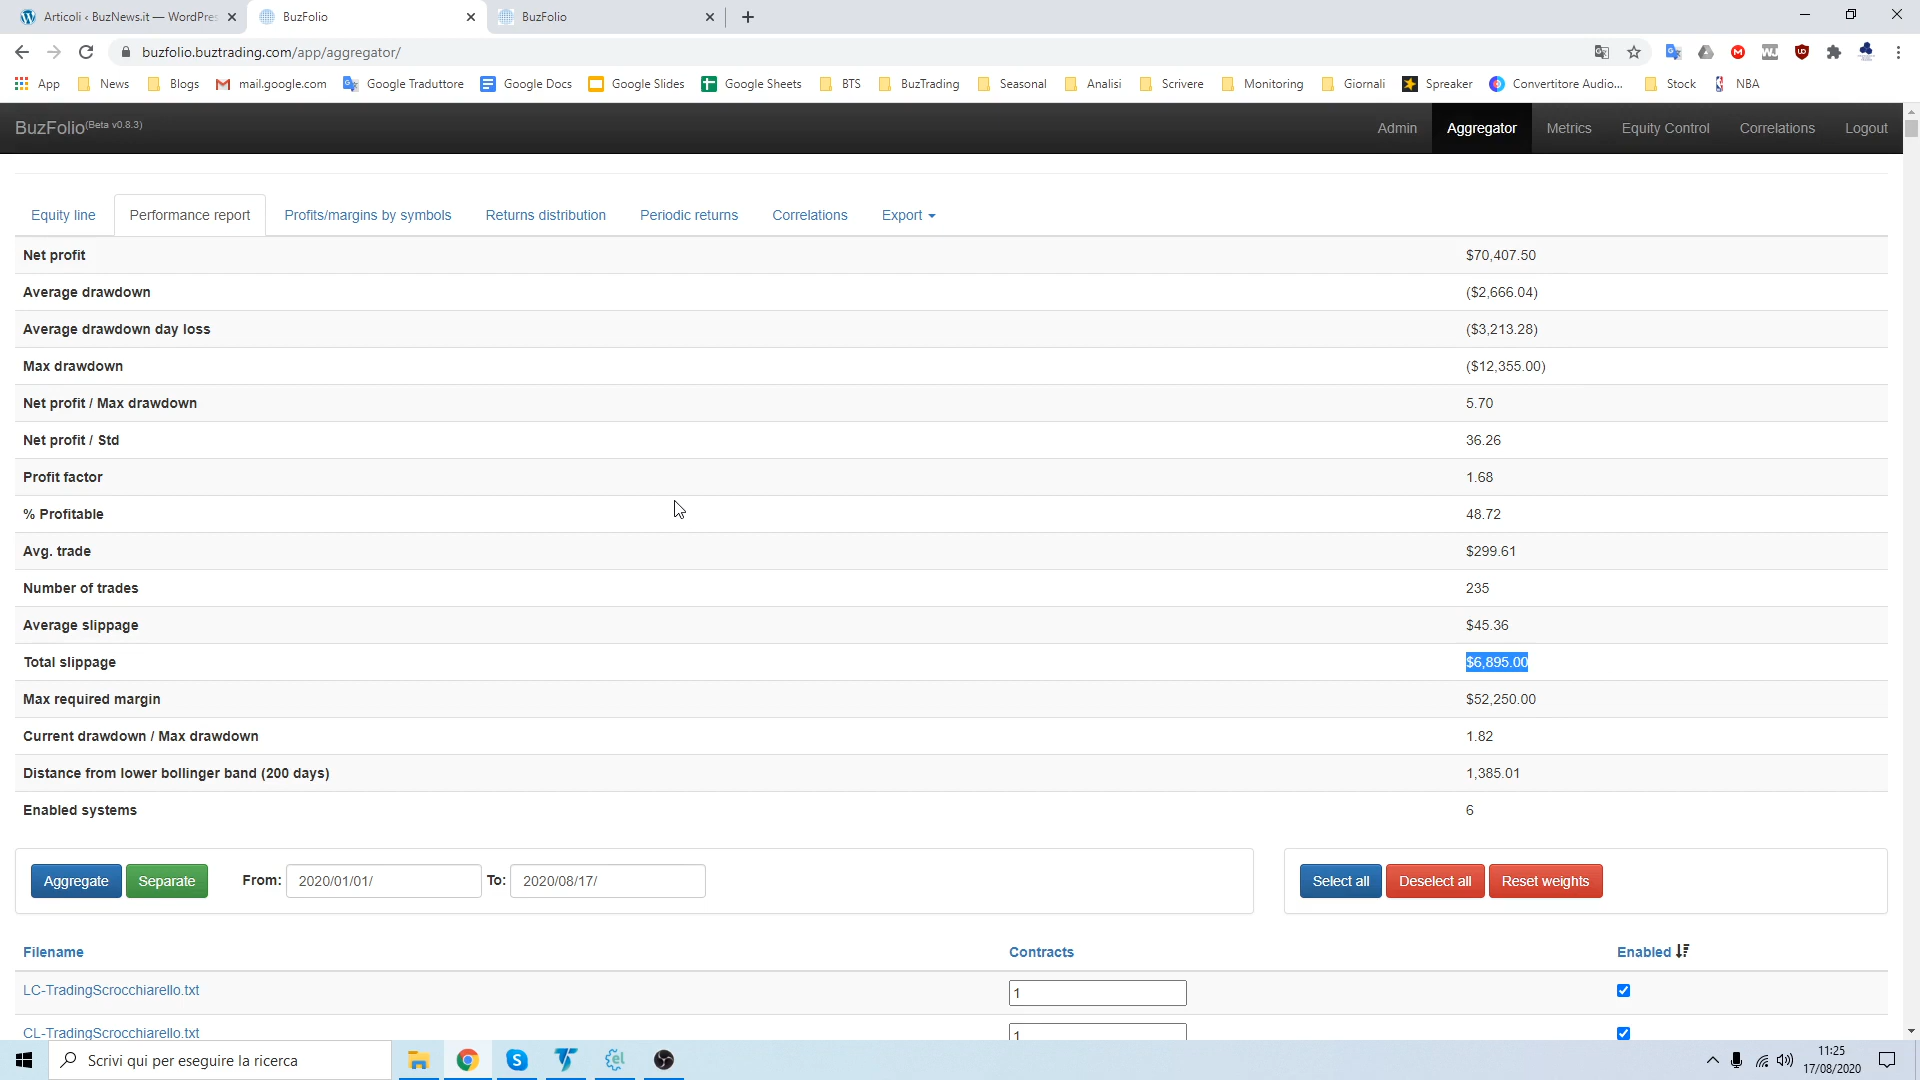 Articoli ‹ BuzNews.it — WordPres
BuzFolio
BuzFolio
buzfolio.buztrading.com/app/aggregator/
App News Blogs mail.google.com Google Traduttore Google Docs Google Slides Google Sheets BTS BuzTrading Seasonal Analisi Scrivere Monitoring Giornali Spreaker Convertitore Audio... Stock NBA
BuzFolio(Beta v0.8.3) Admin Aggregator Metrics Equity Control Correlations Logout
Equity line Performance report Profits/margins by symbols Returns distribution Periodic returns Correlations Export
Net profit $70,407.50
Average drawdown ($2,666.04)
Average drawdown day loss ($3,213.28)
Max drawdown ($12,355.00)
Net profit / Max drawdown 5.70
Net profit / Std 36.26
Profit factor 1.68
% Profitable 48.72
Avg. trade $299.61
Number of trades 235
Average slippage $45.36
Total slippage $6,895.00
Max required margin $52,250.00
Current drawdown / Max drawdown 1.82
Distance from lower bollinger band (200 days) 1,385.01
Enabled systems 6
Aggregate Separate From: 2020/01/01/ To: 2020/08/17/ Select all Deselect all Reset weights
Filename Contracts Enabled
LC-TradingScrocchiarello.txt 1
CL-TradingScrocchiarello.txt 1
Scrivi qui per eseguire la ricerca
11:25
17/08/2020